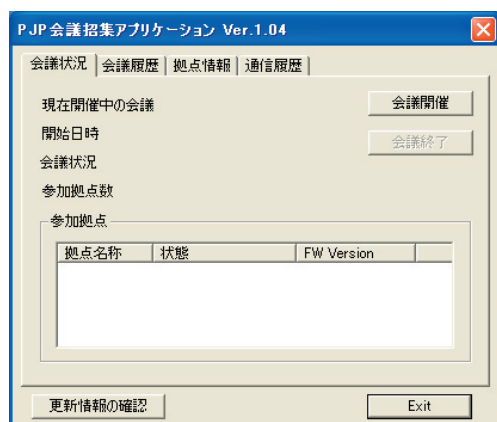 PJP会議招集アプリケーション Ver.1.04
会議状況 会議履歴 拠点情報 通信履歴
現在開催中の会議 会議開催
開始日時
会議終了
会議状況
参加拠点数
参加拠点
拠点名称 状態 FW Version
更新情報の確認 Exit